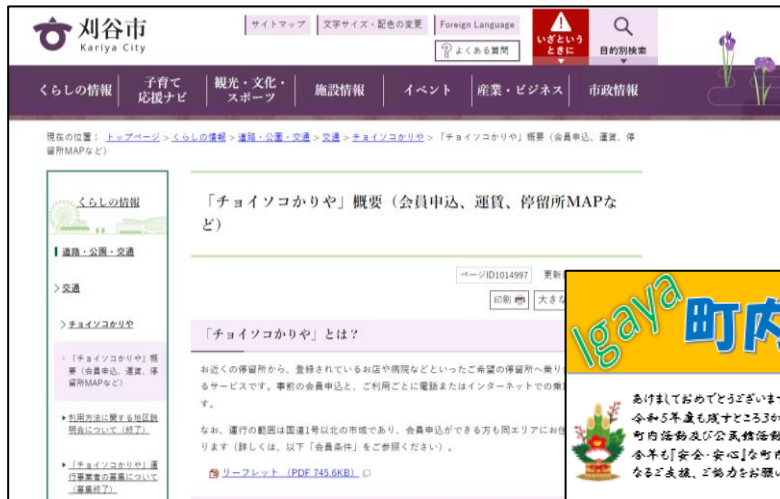 刈谷市
Kariya City
サイトマップ
文字サイズ・配色の変更
Foreign Language
よくある質問
いざという
ときに
目的別検索
くらしの情報
子育て
応援ナビ
観光・文化・
スポーツ
施設情報
イベント
産業・ビジネス
市政情報
現在の位置： トップページ > くらしの情報 > 道路・公園・交通 > 交通 > チョイソコかりや > 「チョイソコかりや」概要（会員申込、運賃、停
留所MAPなど）
くらしの情報
道路・公園・交通
交通
チョイソコかりや
「チョイソコかりや」概
要（会員申込、運賃、停
留所MAPなど）
利用方法に関する地区説
明会について（終了）
「チョイソコかりや」運
行事業者の募集について
（募集終了）
「チョイソコかりや」概要（会員申込、運賃、停留所MAPな
ど）
ページID1014997
更新
印刷
大きな
「チョイソコかりや」とは？
お近くの停留所から、登録されているお店や病院などといったご希望の停留所へ乗り
るサービスです。事前の会員申込と、ご利用ごとに電話またはインターネットでの乗
す。
なお、運行の範囲は国道1号以北の市域であり、会員申込ができる方も同エリアにお住
ります（詳しくは、以下「会員条件」をご参照ください）。
リーフレット （PDF 745.6KB）
Igaya
町内
あけましておめでとうございます
令和5年度も残すところ3か
町内活動及び公民館活動
今年も『安全・安心』な町内
なるご支援、ご協力をお願い